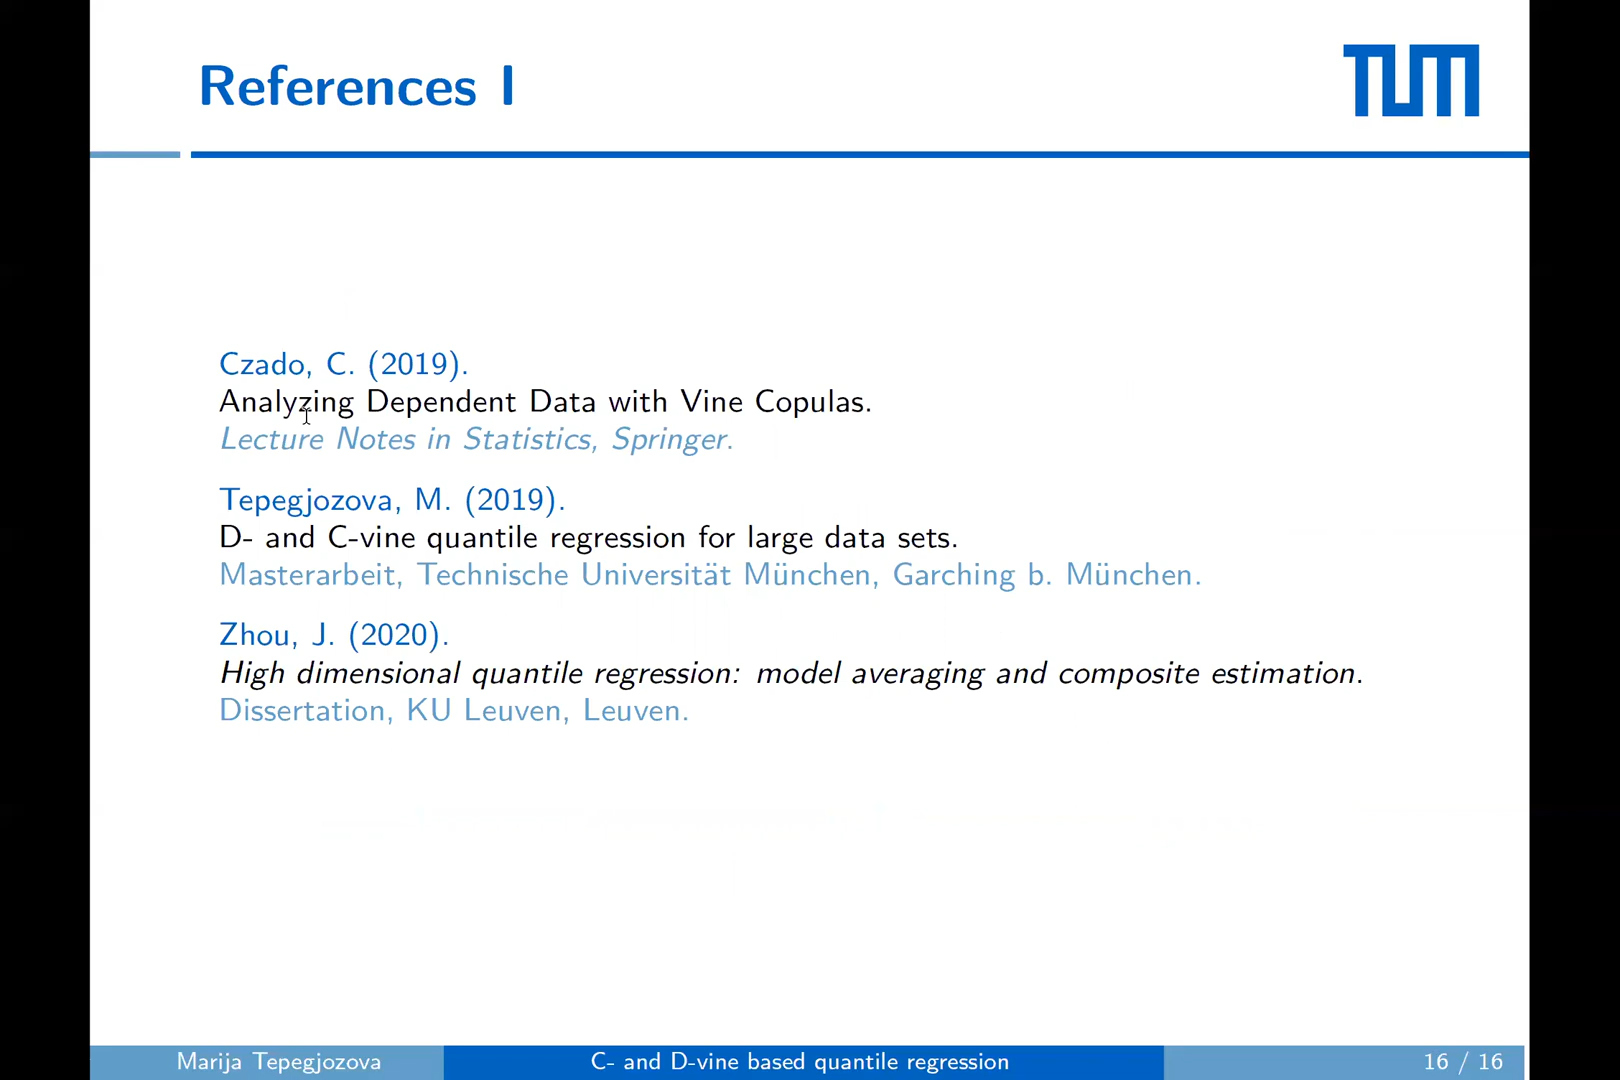 References I
TUM
Czado, C. (2019).
Analyzing Dependent Data with Vine Copulas.
Lecture Notes in Statistics, Springer.
Tepegjozova, M. (2019).
D- and C-vine quantile regression for large data sets.
Masterarbeit, Technische Universität München, Garching b. München.
Zhou, J. (2020).
High dimensional quantile regression: model averaging and composite estimation.
Dissertation, KU Leuven, Leuven.
Marija Tepegjozova
C- and D-vine based quantile regression
16 / 16